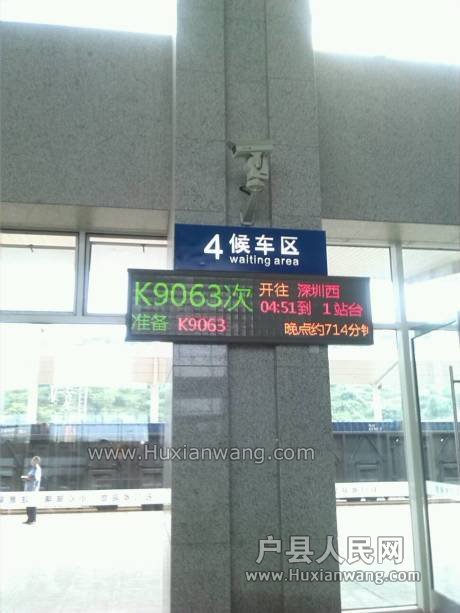 4 候车区
waiting area
K9063次 开往 深圳西
04:51到 1站台
准备 K9063 晚点约714分钟
www.Huxianwang.com
户县人民网
www.Huxianwang.com